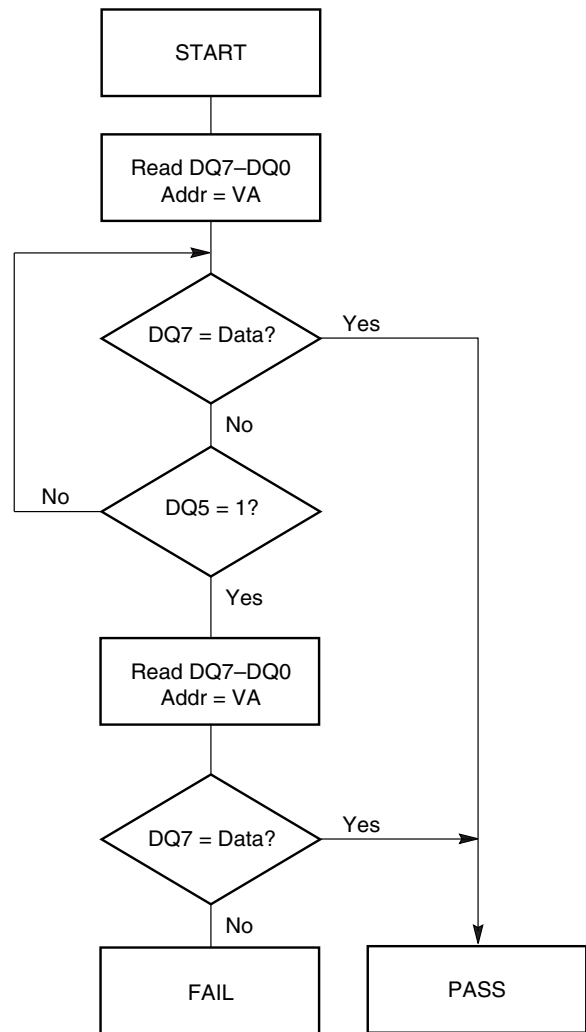 START
Read DQ7–DQ0
Addr = VA
DQ7 = Data?
Yes
No
No
DQ5 = 1?
Yes
Read DQ7–DQ0
Addr = VA
DQ7 = Data?
Yes
No
FAIL
PASS